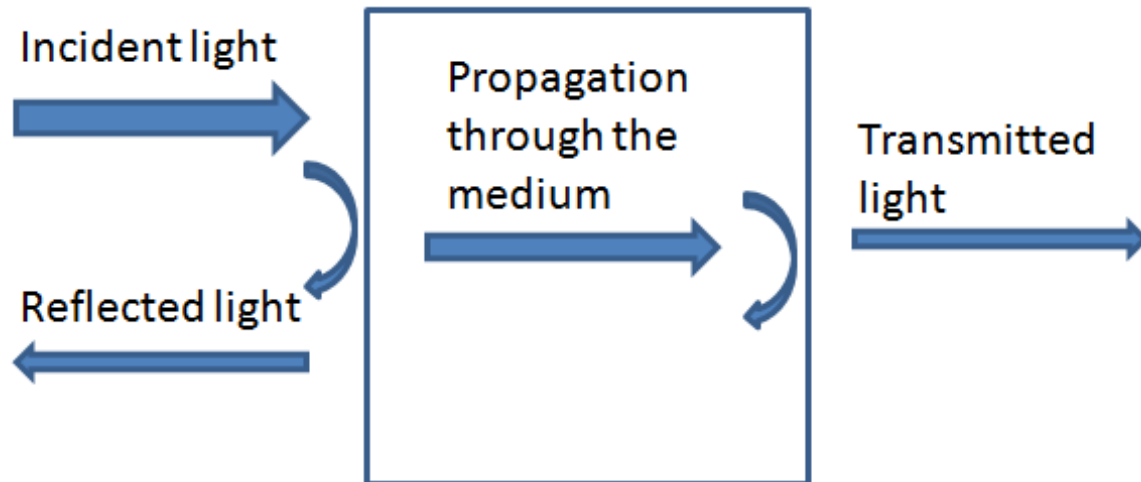 Incident light
Propagation
through the
medium
Transmitted
light
Reflected light